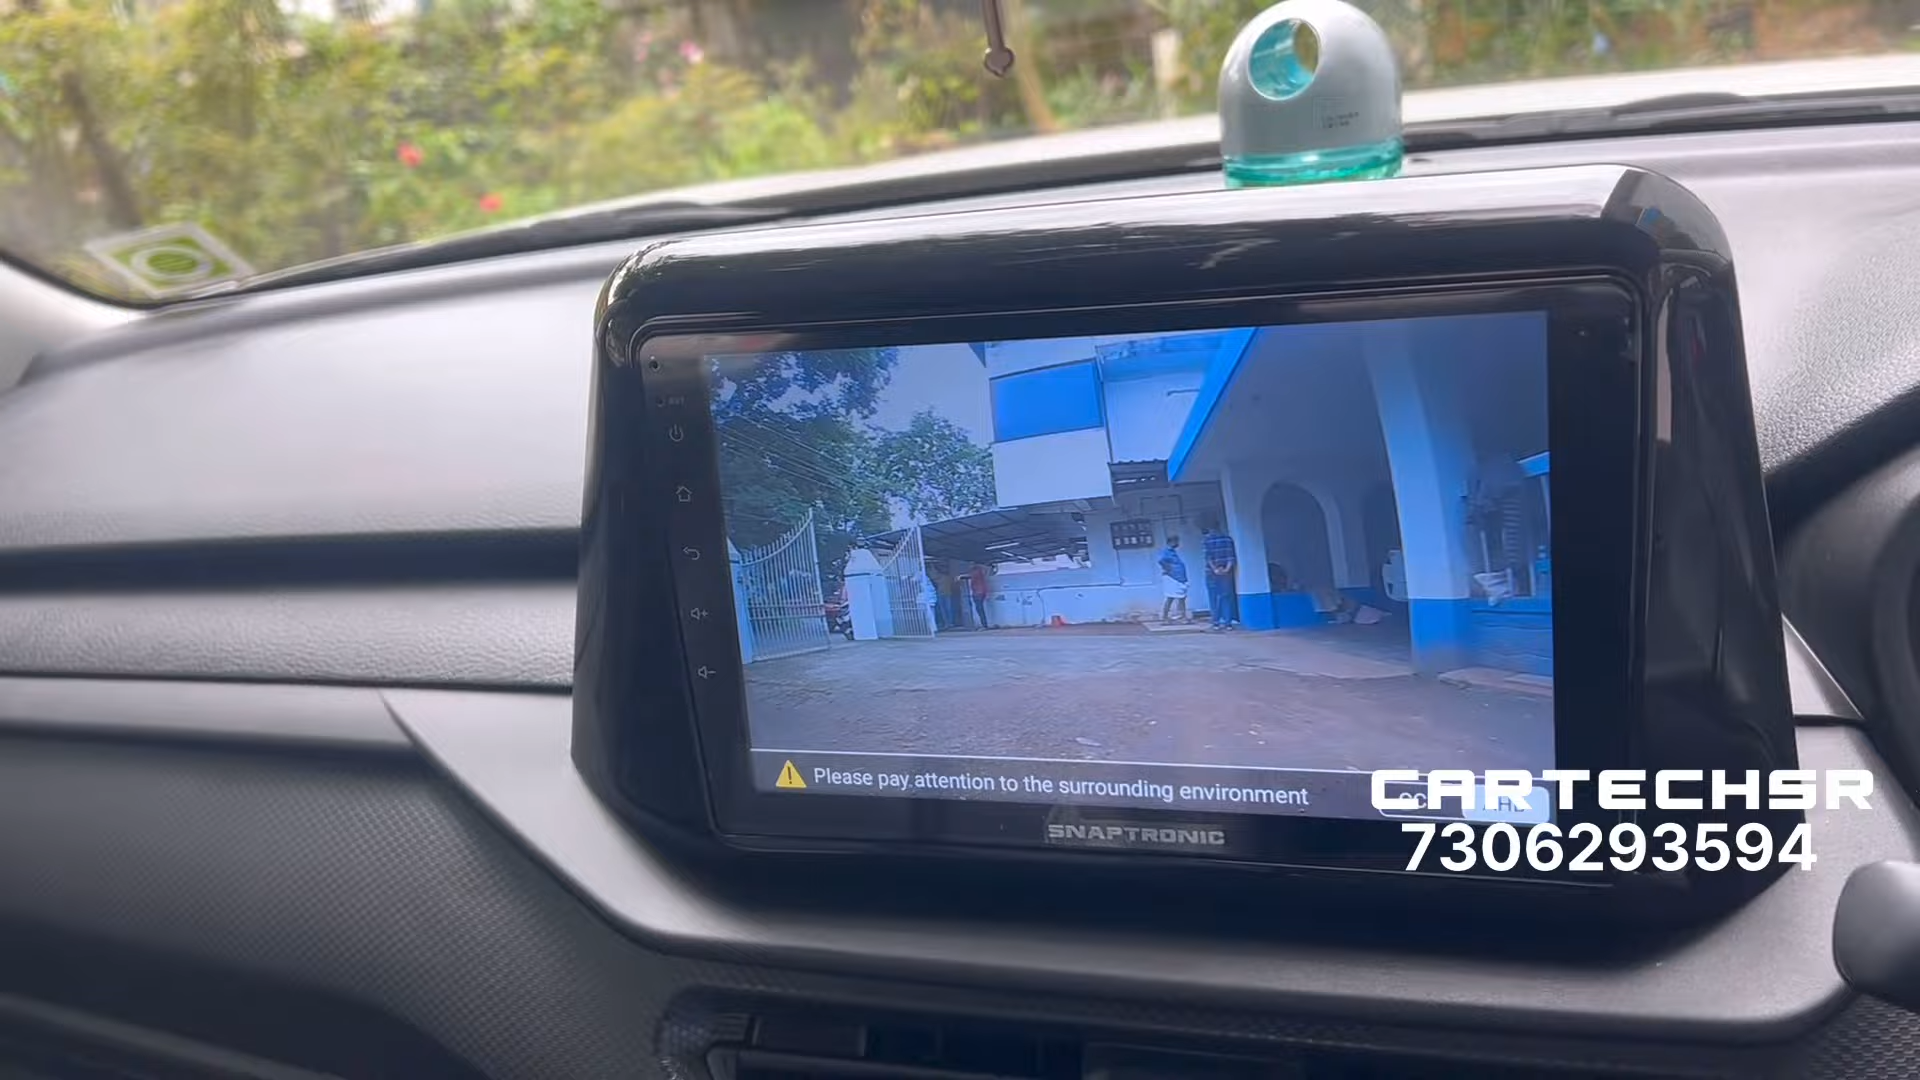 Please pay attention to the surrounding environment
SNAPTRONIC
CARTECHSR
7306293594